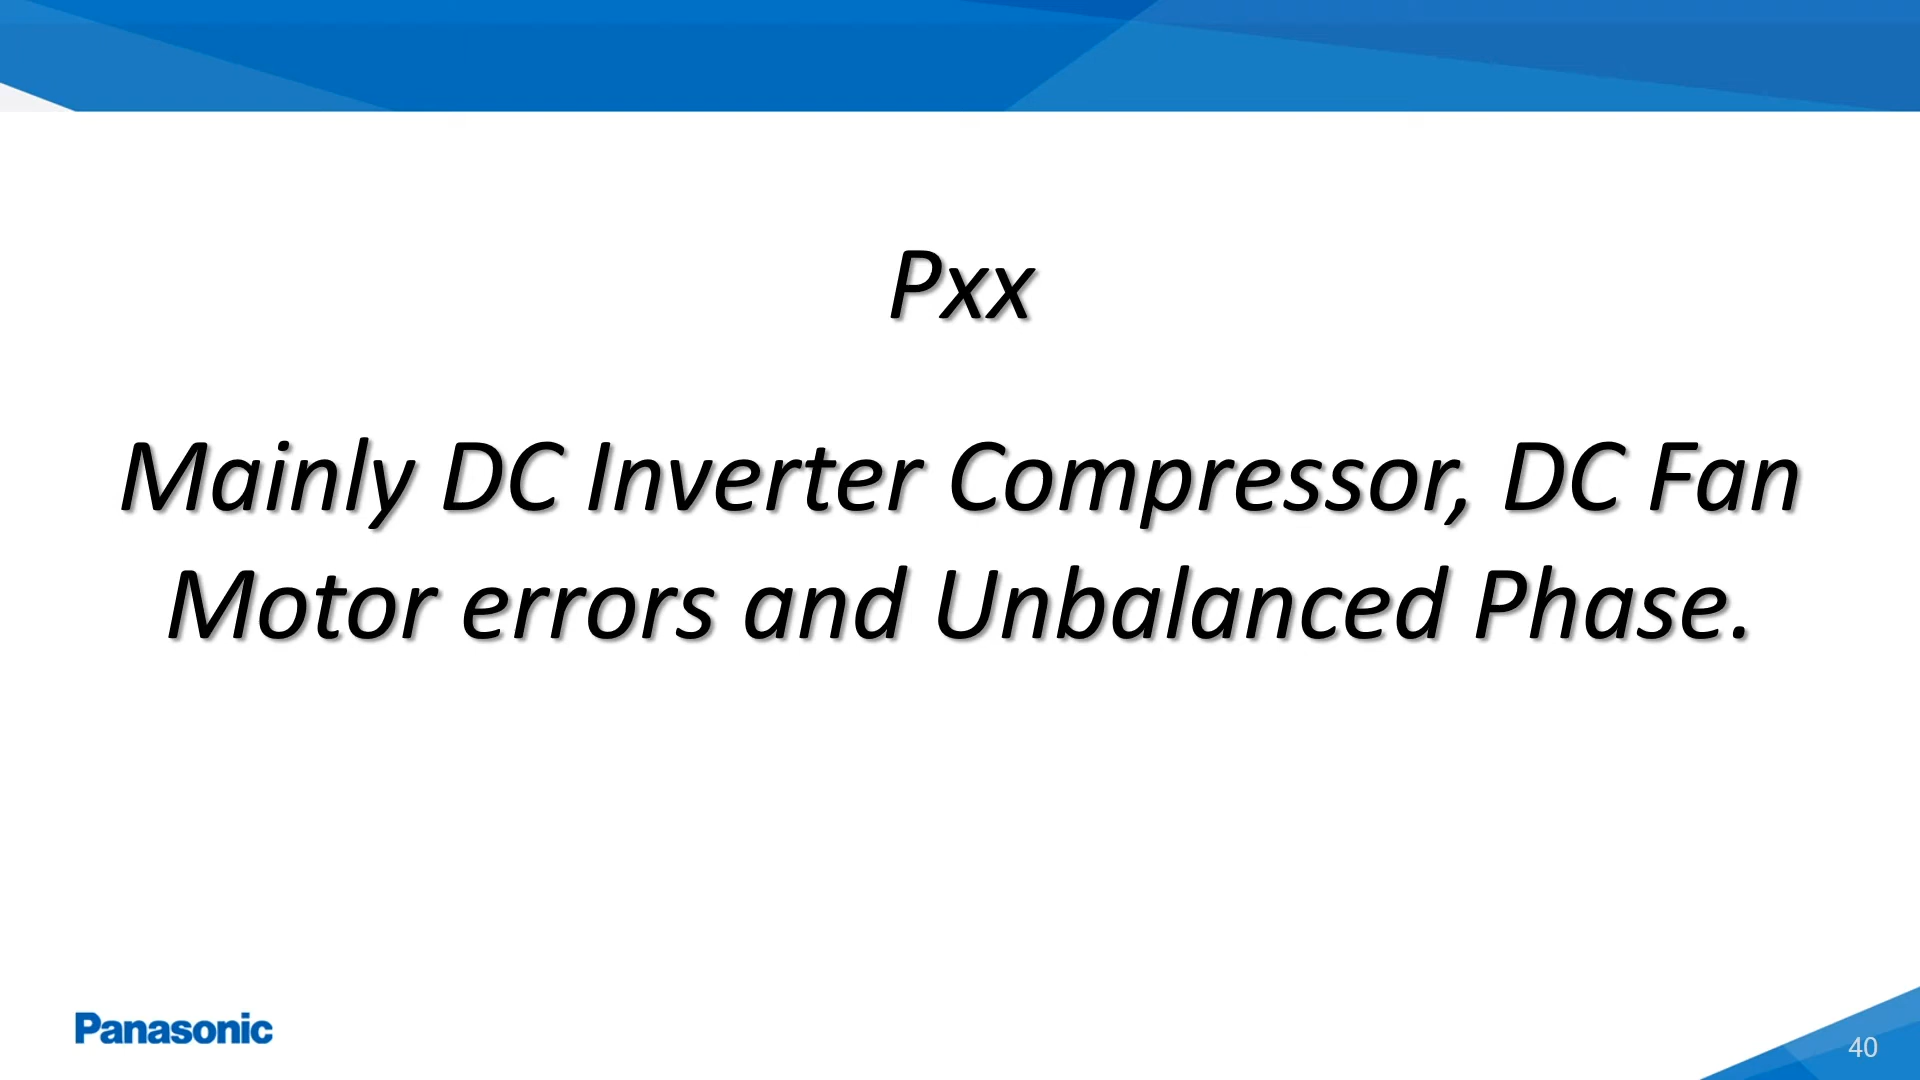 Pxx
Mainly DC Inverter Compressor, DC Fan
Motor errors and Unbalanced Phase.
Panasonic
40